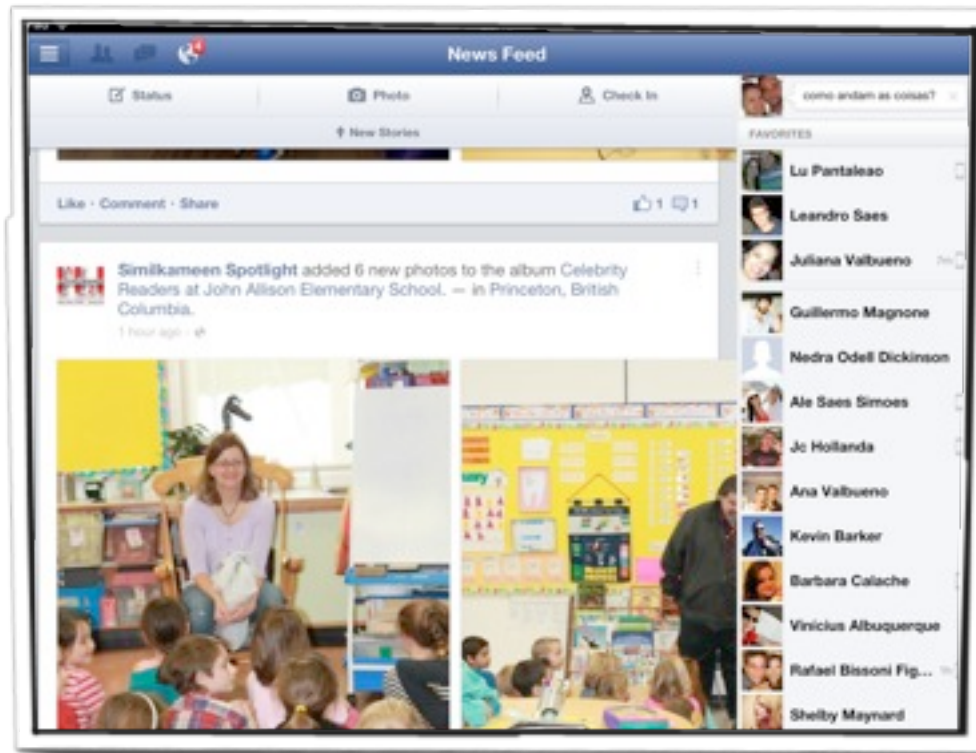 4
News Feed
Status
Photo
Check In
New Stories
Like · Comment · Share
1
1
Similkameen Spotlight added 6 new photos to the album Celebrity
Readers at John Allison Elementary School. — in Princeton, British
Columbia.
1 hour ago ·
como andam as coisas?
FAVORITES
Lu Pantaleao
Leandro Saes
Juliana Valbueno
Guillermo Magnone
Nedra Odell Dickinson
Ale Saes Simoes
Jc Hollanda
Ana Valbueno
Kevin Barker
Barbara Calache
Vinicius Albuquerque
Rafael Bissoni Fig...
Shelby Maynard